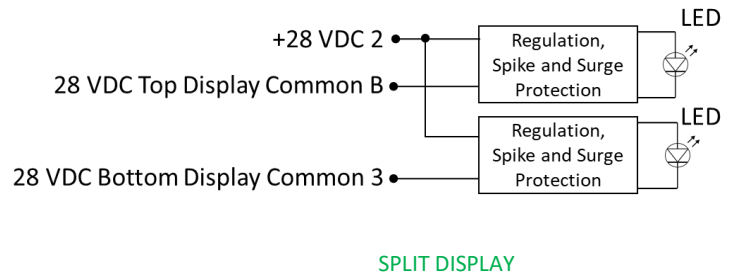 LED
+28 VDC 2
Regulation,
Spike and Surge
Protection
28 VDC Top Display Common B
LED
Regulation,
Spike and Surge
Protection
28 VDC Bottom Display Common 3
SPLIT DISPLAY